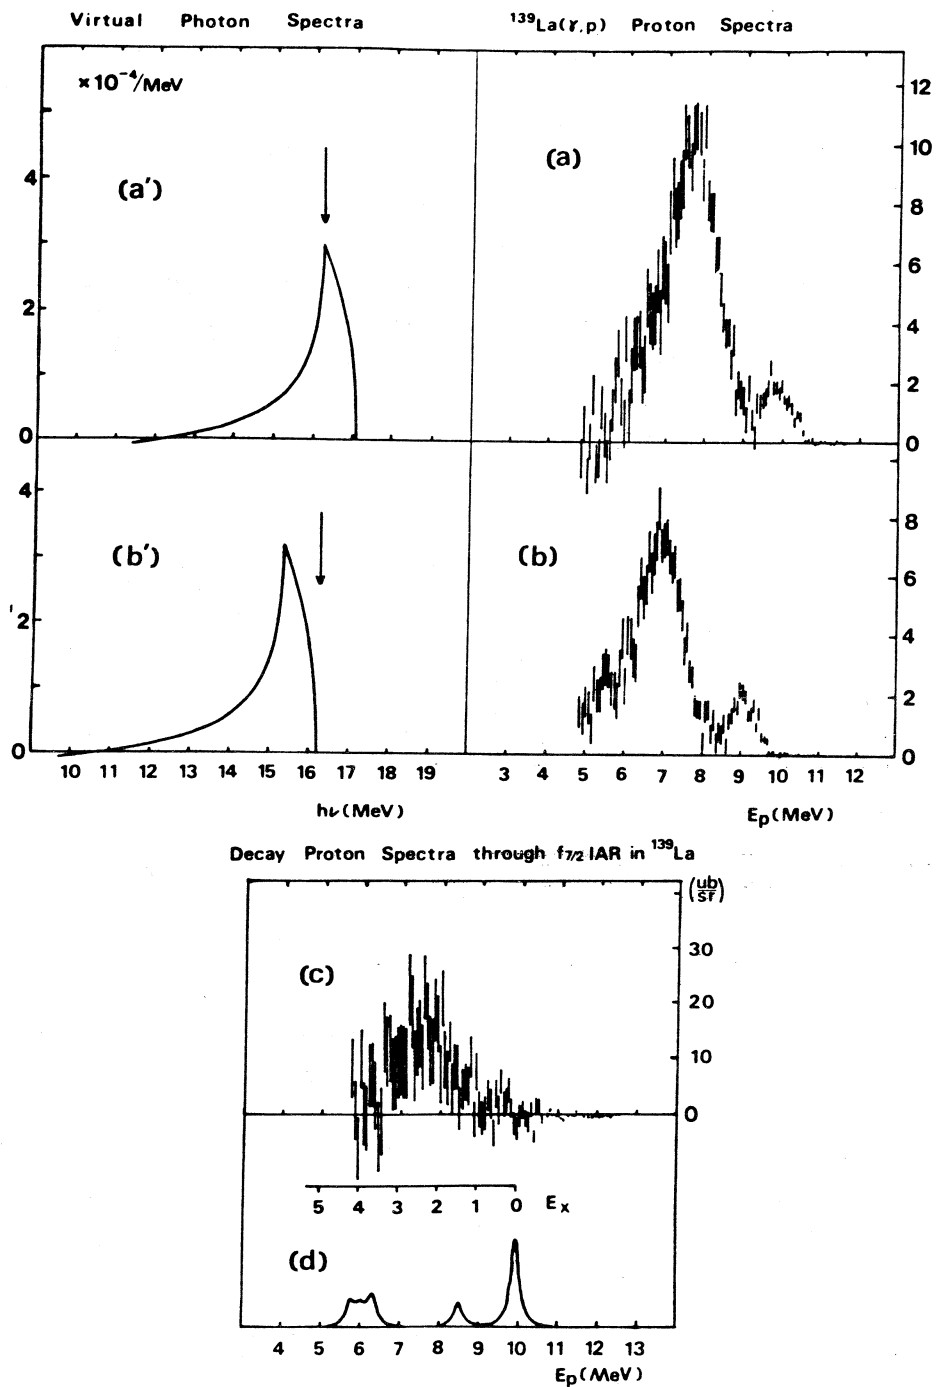 Virtual Photon Spectra
¹³⁹La(γ,p) Proton Spectra
×10⁻⁴/MeV
(a′)
4
2
0
(a)
12
10
8
6
4
2
0
(b′)
4
2
0
(b)
8
6
4
2
0
10 11 12 13 14 15 16 17 18 19
3 4 5 6 7 8 9 10 11 12
hν(MeV)
Ep(MeV)
Decay Proton Spectra through f7/2 IAR in ¹³⁹La
(ub/sr)
(c)
30
20
10
0
5 4 3 2 1 0 Ex
(d)
4 5 6 7 8 9 10 11 12 13
Ep(MeV)